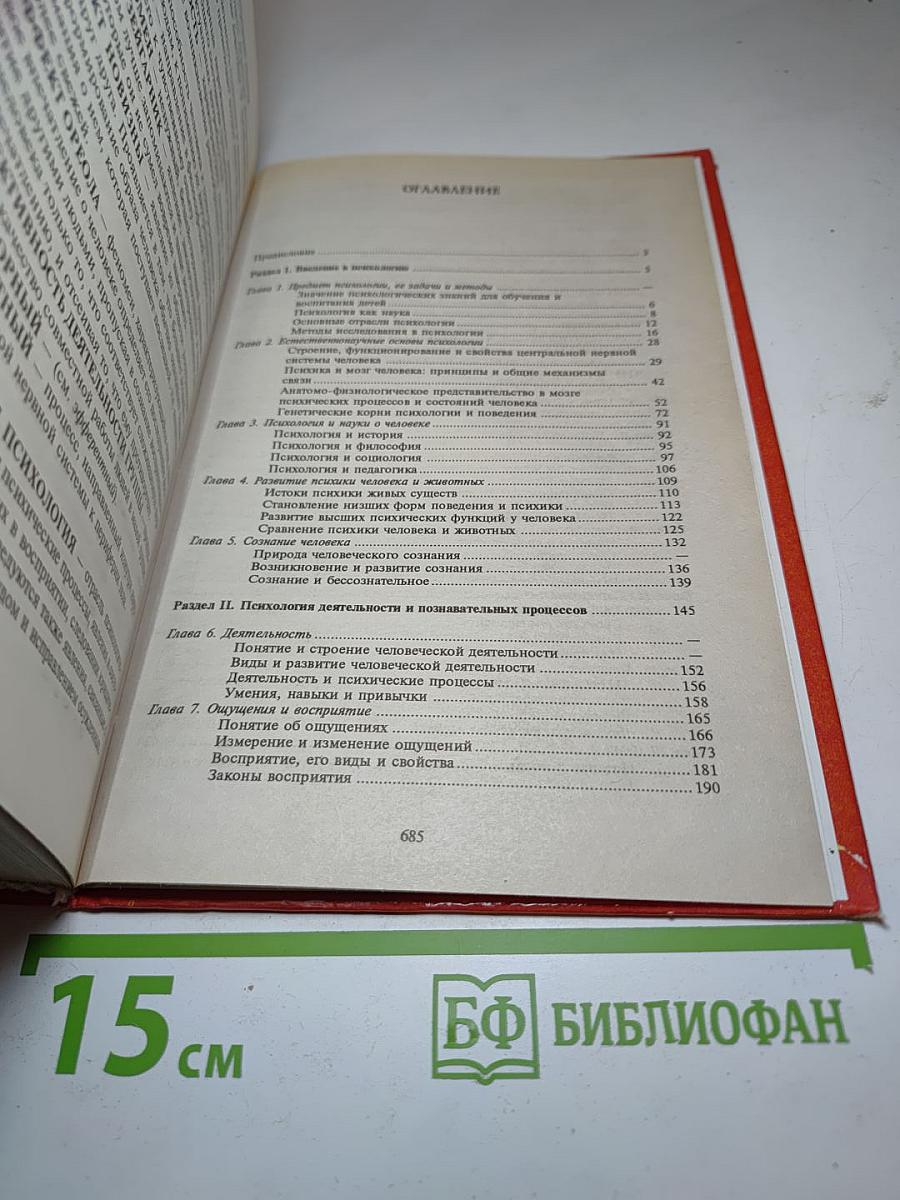 ЭФФЕКТ НОВИЗНЫ
ЭФФЕКТ ОРЕОЛА
ПСИХОЛОГИЯ
ОГЛАВЛЕНИЕ
Предисловие 3
Раздел I. Введение в психологию 5
Глава 1. Предмет психологии, ее задачи и методы —
Значение психологических знаний для обучения и
воспитания детей 6
Психология как наука 8
Основные отрасли психологии 12
Методы исследования в психологии 16
Глава 2. Естественнонаучные основы психологии 28
Строение, функционирование и свойства центральной нервной
системы человека 29
Психика и мозг человека: принципы и общие механизмы
связи 42
Анатомо-физиологическое представительство в мозге
психических процессов и состояний человека 52
Генетические корни психологии и поведения 72
Глава 3. Психология и науки о человеке 91
Психология и история 92
Психология и философия 95
Психология и социология 97
Психология и педагогика 106
Глава 4. Развитие психики человека и животных 109
Истоки психики живых существ 110
Становление низших форм поведения и психики 113
Развитие высших психических функций у человека 122
Сравнение психики человека и животных 125
Глава 5. Сознание человека 132
Природа человеческого сознания —
Возникновение и развитие сознания 136
Сознание и бессознательное 139
Раздел II. Психология деятельности и познавательных процессов 145
Глава 6. Деятельность —
Понятие и строение человеческой деятельности —
Виды и развитие человеческой деятельности 152
Деятельность и психические процессы 156
Умения, навыки и привычки 158
Глава 7. Ощущения и восприятие 165
Понятие об ощущениях 166
Измерение и изменение ощущений 173
Восприятие, его виды и свойства 181
Законы восприятия 190
685
15 см
БФ БИБЛИОФАН